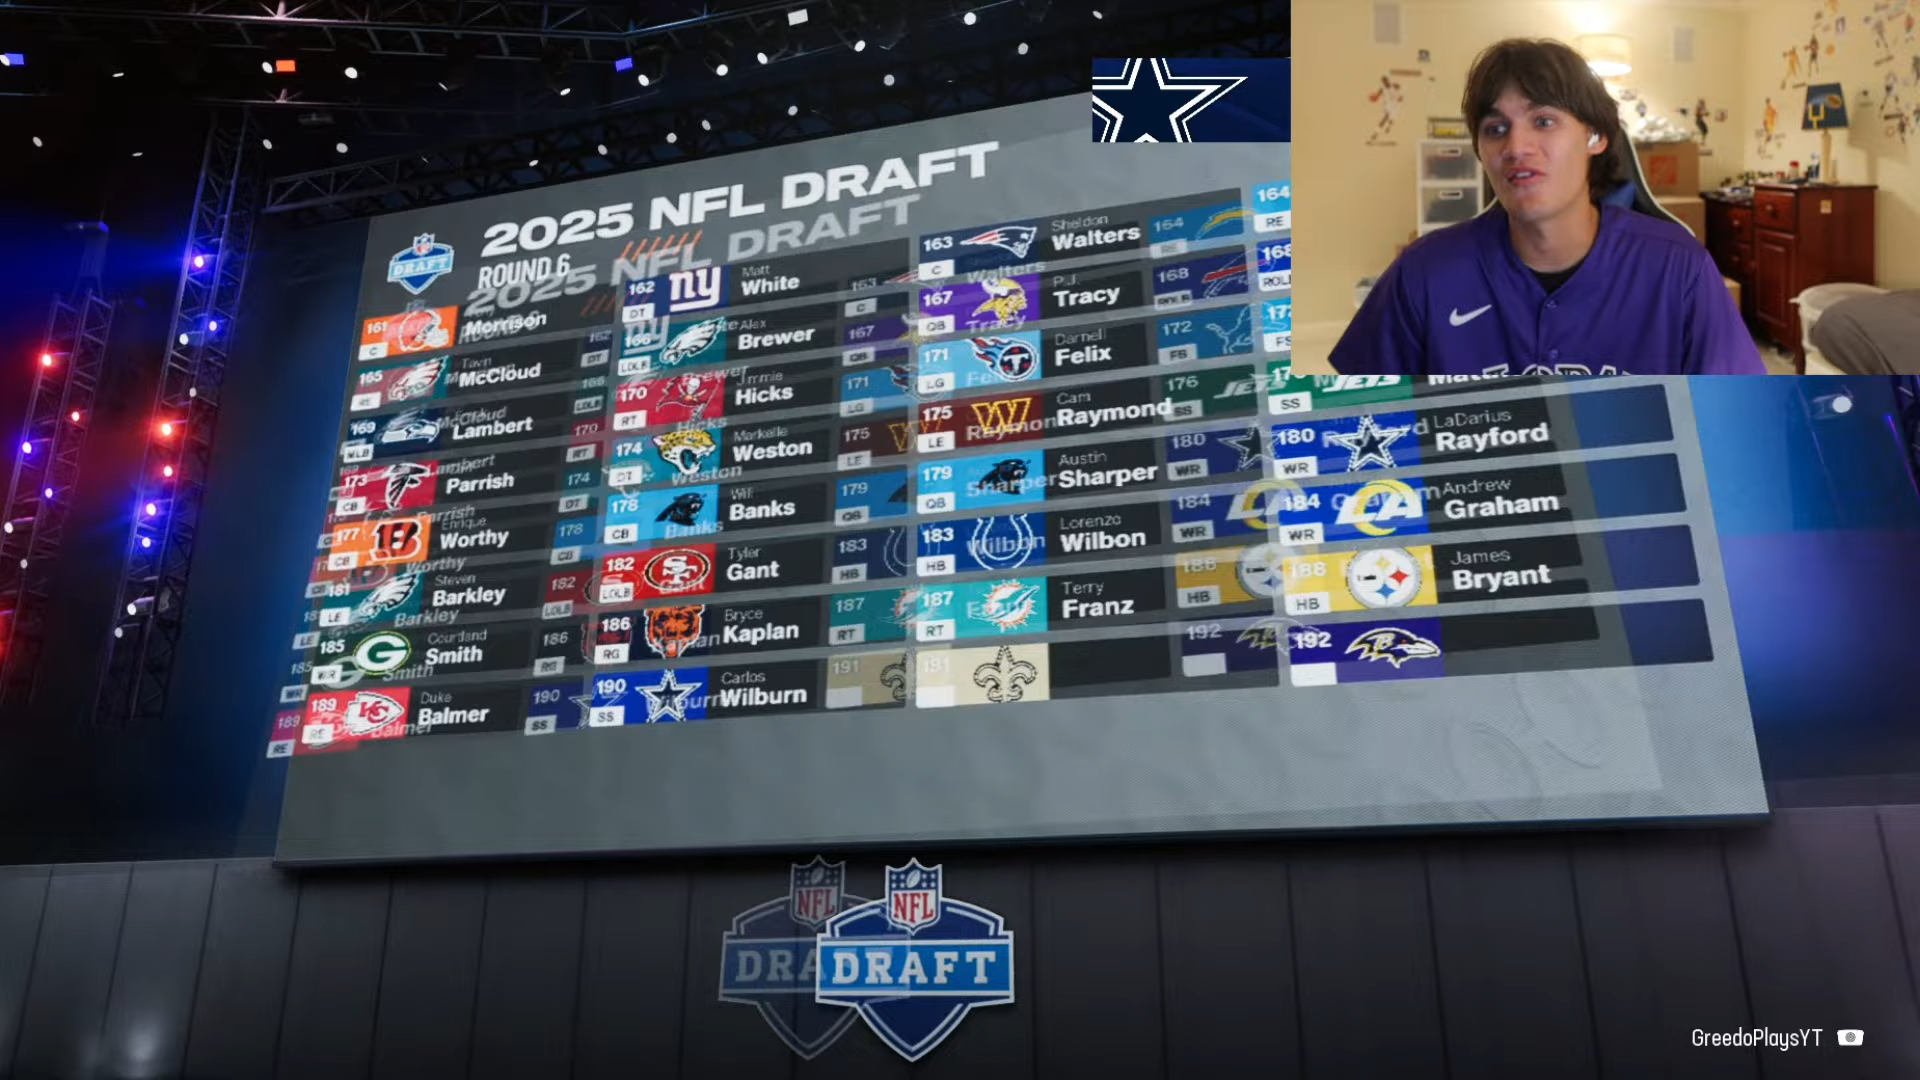 2025 NFL DRAFT
ROUND 6
161 C Morrison
162 DT Matt White
163 C Sheldon Walters
164 RE
165 RE McCloud
166 LOLB Alex Brewer
167 QB P.J. Tracy
168 ROLB
169 Lambert
170 RT Jimmie Hicks
171 LG Darnell Felix
172 FS
173 CB Parrish
174 DT Markelle Weston
175 LE Cam Raymond
176 SS JETS
177 CB Enrique Worthy
178 CB Will Banks
179 QB Austin Sharper
180 WR LaDarius Rayford
181 LE Steven Barkley
182 LOLB Tyler Gant
183 HB Lorenzo Wilbon
184 WR LA Andrew Graham
185 WR G Courtland Smith
186 RG Bryce Kaplan
187 RT Terry Franz
188 HB James Bryant
189 RE KC Duke Balmer
190 SS Carlos Wilburn
191
192
NFL
DRAFT
GreedoPlaysYT